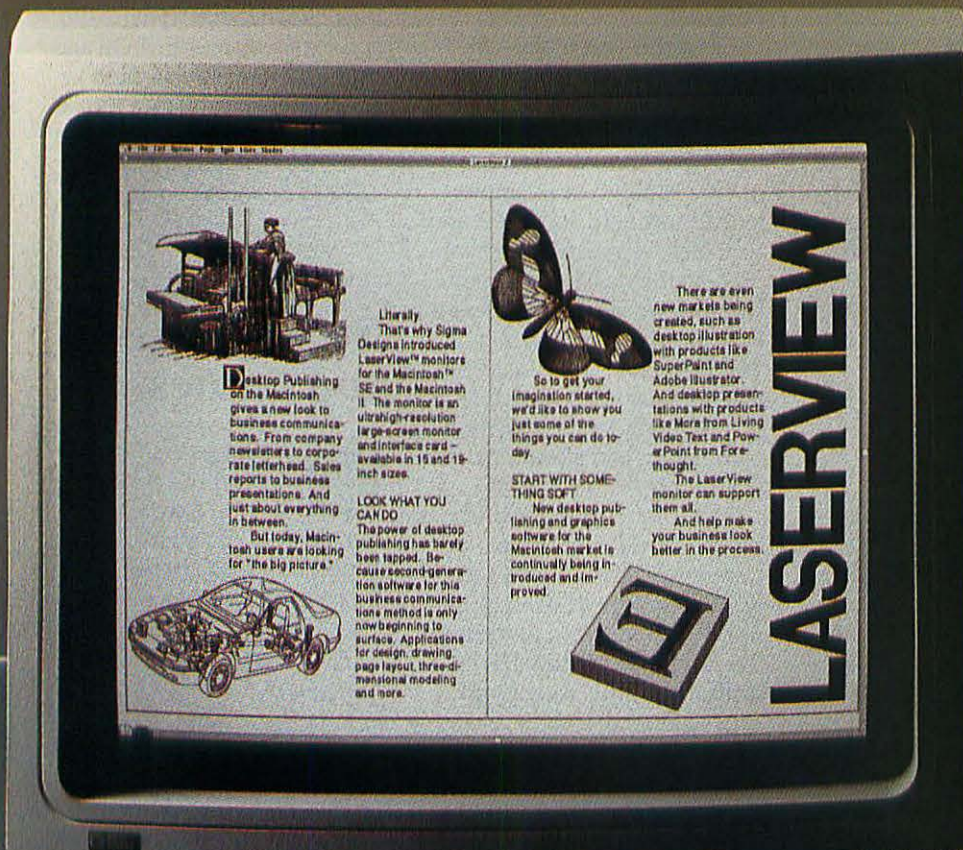 File Edit Options Page Type Lines Shades
Desktop Publishing
on the Macintosh
gives a new look to
business communica-
tions. From company
newsletters to corpo-
rate letterhead. Sales
reports to business
presentations. And
just about everything
in between.
But today, Macin-
tosh users are looking
for "the big picture."
Literally.
That's why Sigma
Designs introduced
LaserView™ monitors
for the Macintosh™
SE and the Macintosh
II. The monitor is an
ultrahigh-resolution
large-screen monitor
and interface card –
available in 15 and 19-
inch sizes.
LOOK WHAT YOU
CAN DO
The power of desktop
publishing has barely
been tapped. Be-
cause second-genera-
tion software for this
business communica-
tions method is only
now beginning to
surface. Applications
for design, drawing,
page layout, three-di-
mensional modeling
and more.
So to get your
imagination started,
we'd like to show you
just some of the
things you can do to-
day.
START WITH SOME-
THING SOFT
New desktop pub-
lishing and graphics
software for the
Macintosh market is
continually being in-
troduced and im-
proved.
There are even
new markets being
created, such as
desktop illustration
with products like
SuperPaint and
Adobe Illustrator.
And desktop presen-
tations with products
like More from Living
Video Text and Pow-
erPoint from Fore-
thought.
The LaserView
monitor can support
them all.
And help make
your business look
better in the process.
LASERVIEW